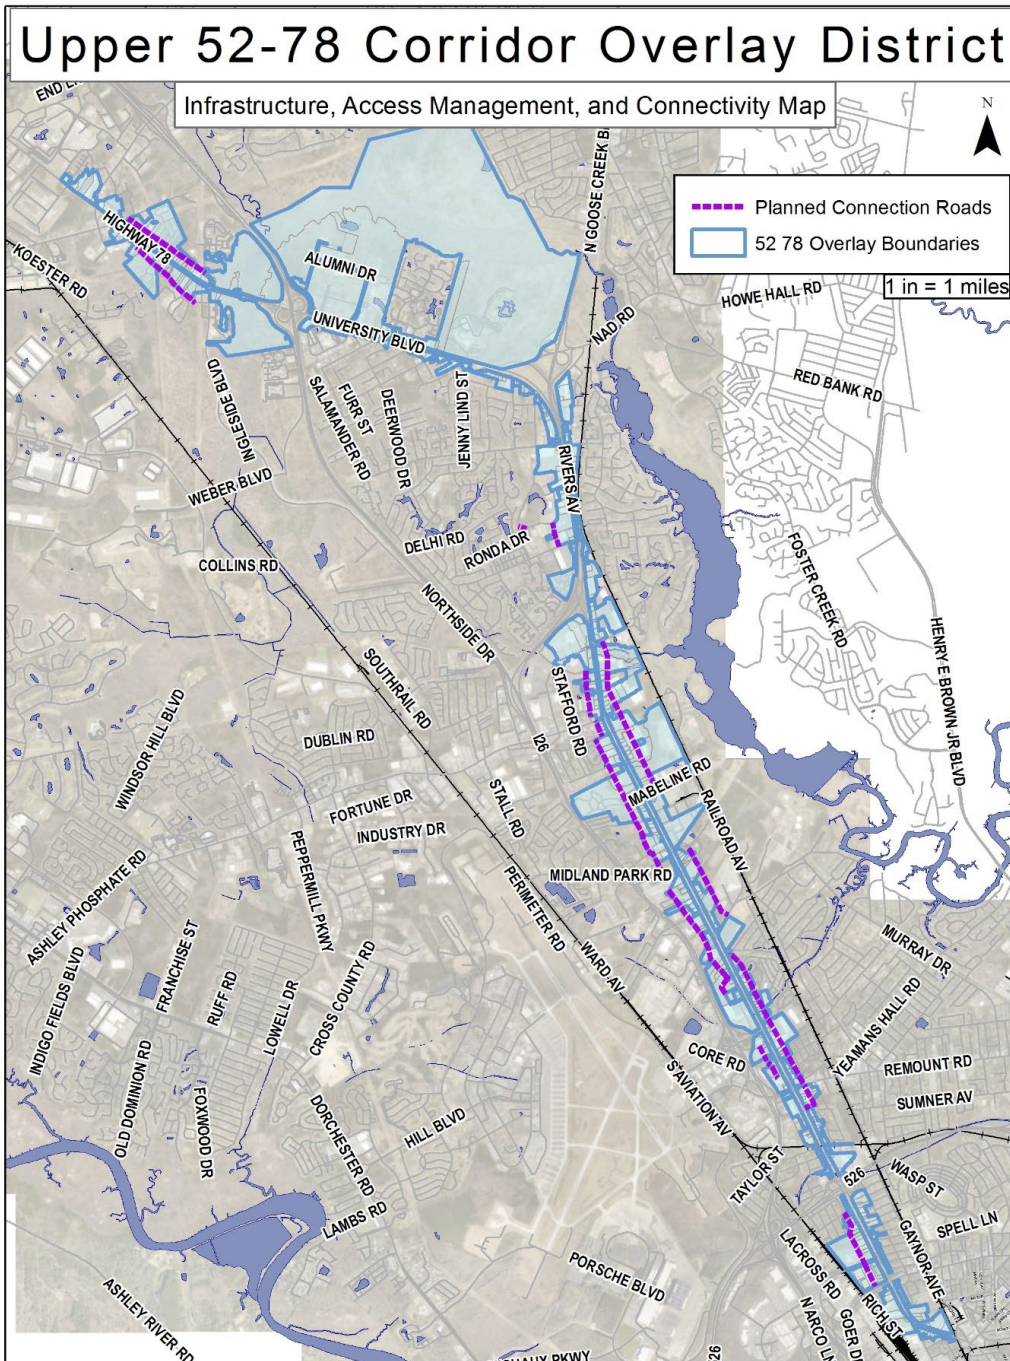 Upper 52-78 Corridor Overlay District
Infrastructure, Access Management, and Connectivity Map
N
Planned Connection Roads
52 78 Overlay Boundaries
1 in = 1 miles
N GOOSE CREEK B
HIGHWAY 78
KOESTER RD
ALUMNI DR
UNIVERSITY BLVD
HOWE HALL RD
NAD RD
RED BANK RD
INGLESIDE BLVD
SALAMANDER RD
FURR ST
DEERWOOD DR
JENNY LIND ST
RIVERS AV
WEBER BLVD
DELHI RD
RONDA DR
COLLINS RD
FOSTER CREEK RD
NORTHSIDE DR
HENRY E BROWN JR BLVD
SOUTHRAIL RD
STAFFORD RD
WINDSOR HILL BLVD
DUBLIN RD
I26
MABELINE RD
FORTUNE DR
STALL RD
RAILROAD AV
INDUSTRY DR
PEPPERMILL PKWY
ASHLEY PHOSPHATE RD
MIDLAND PARK RD
PERIMETER RD
FRANCHISE ST
MURRAY DR
WARD AV
INDIGO FIELDS BLVD
RUFF RD
LOWELL DR
CROSS COUNTY RD
YEAMANS HALL RD
CORE RD
REMOUNT RD
S AVIATION AV
OLD DOMINION RD
FOXWOOD DR
SUMNER AV
DORCHESTER RD
HILL BLVD
TAYLOR ST
526
WASP ST
LAMBS RD
SPELL LN
GAYNOR AVE
LACROSS RD
PORSCHE BLVD
RICH ST
ASHLEY RIVER RD
NARCO LN
GOER D
26